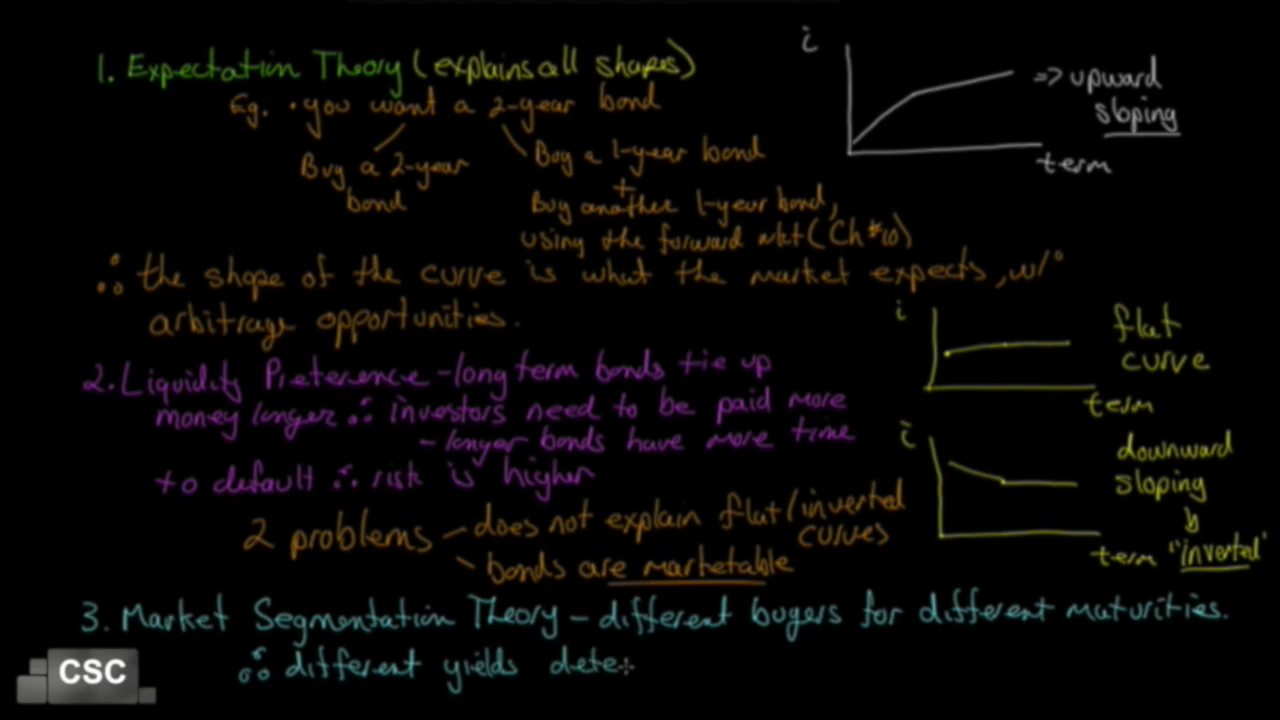 1. Expectation Theory (explains all shapes)
Eg. • you want a 2-year bond
Buy a 2-year
bond
Buy a 1-year bond
+
Buy another 1-year bond,
using the forward mkt (Ch #10)
∴ the shape of the curve is what the market expects, w/°
arbitrage opportunities.
2. Liquidity Preference - long term bonds tie up
money longer ∴ investors need to be paid more
- longer bonds have more time
to default ∴ risk is higher
2 problems - does not explain flat/inverted
curves
- bonds are marketable
3. Market Segmentation Theory - different buyers for different maturities.
∴ different yields dete
i
=> upward
sloping
term
i
flat
curve
term
i
downward
sloping
term "inverted"
CSC